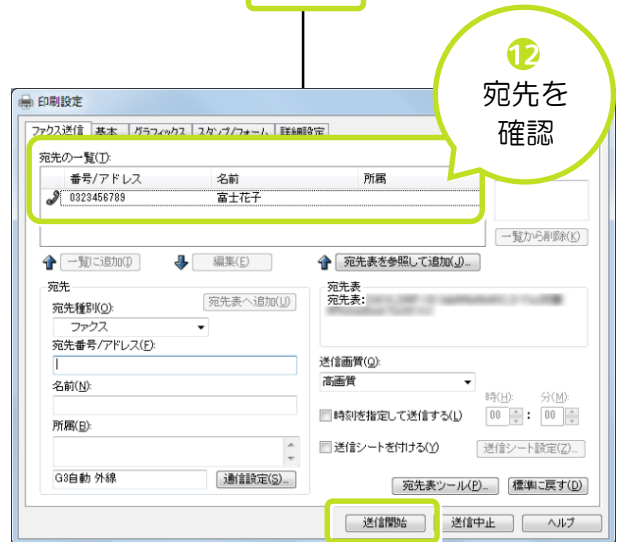 12
宛先を
確認
印刷設定
ファクス送信 基本 グラフィックス スタンプ/フォーム 詳細設定
宛先の一覧(T):
番号/アドレス 名前 所属
0323456789 富士花子
一覧から削除(K)
一覧に追加(I) 編集(E) 宛先表を参照して追加(J)...
宛先
宛先種別(O): 宛先表へ追加(U)
ファクス
宛先番号/アドレス(F):
名前(N):
所属(B):
G3自動 外線 通信設定(S)...
宛先表
宛先表:
送信画質(Q):
高画質
時(H): 分(M):
時刻を指定して送信する(L) 00 : 00
送信シートを付ける(Y) 送信シート設定(Z)...
宛先表ツール(P)... 標準に戻す(D)
送信開始 送信中止 ヘルプ